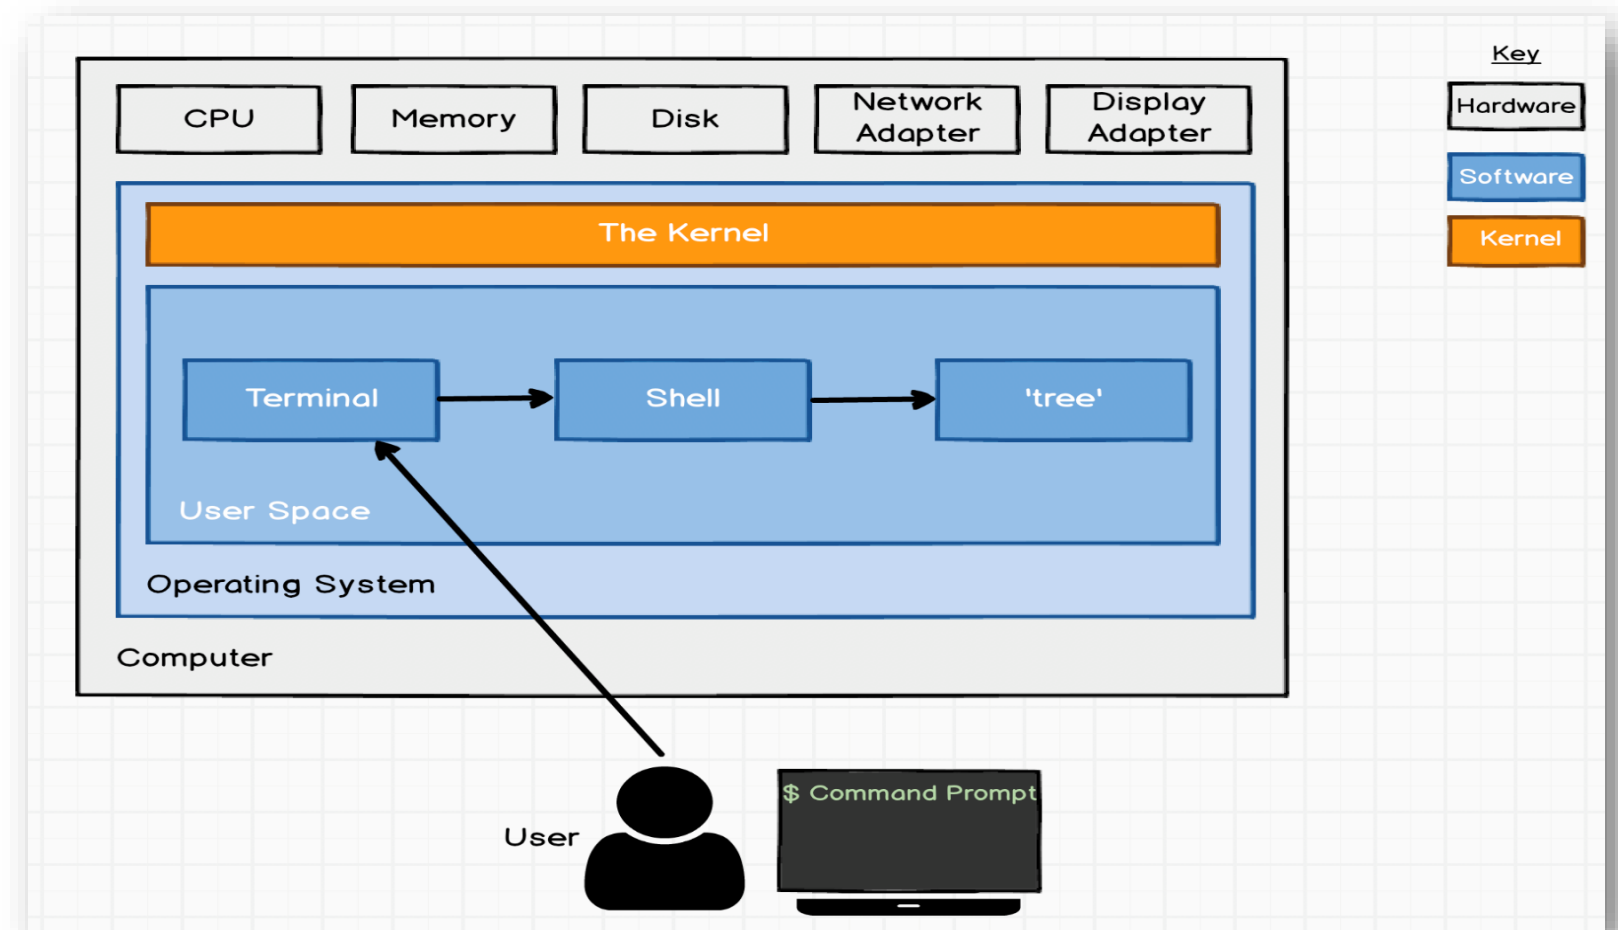 Key
CPU
Memory
Disk
Network
Adapter
Display
Adapter
Hardware
Software
Kernel
The Kernel
Terminal
Shell
'tree'
User Space
Operating System
Computer
User
$ Command Prompt